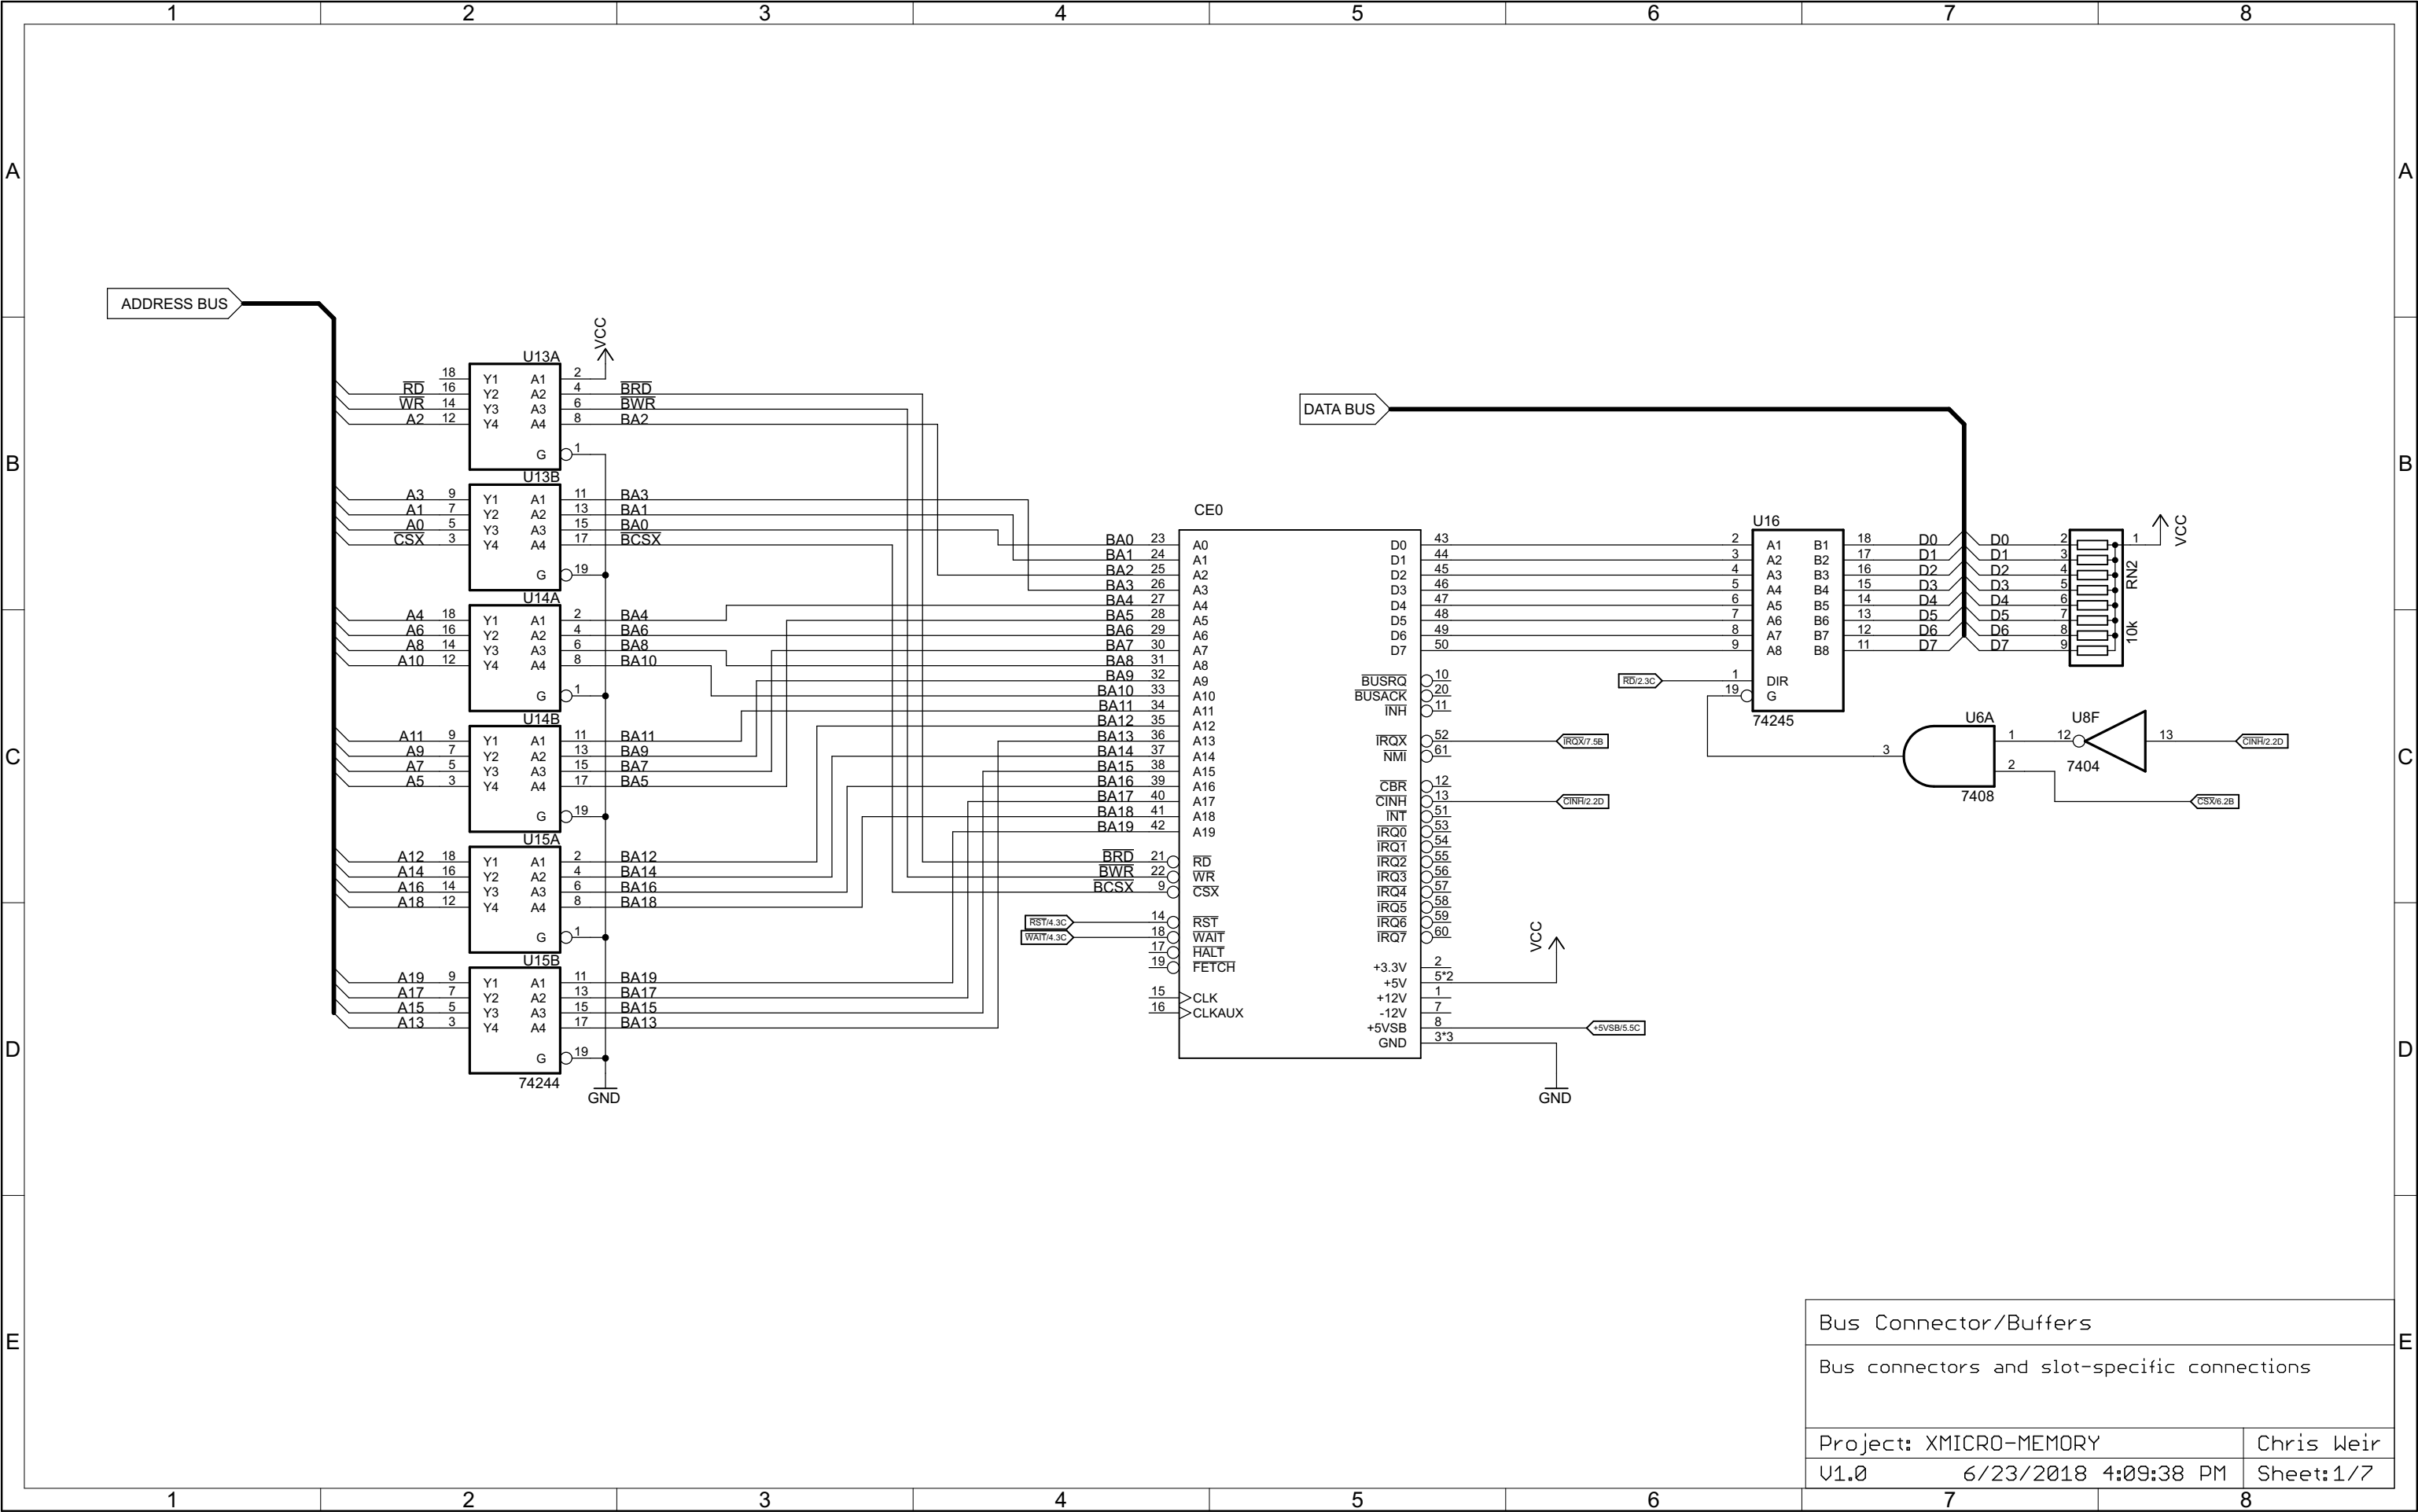 1 2 3 4 5 6 7 8
A A
B B
C C
D D
E E
ADDRESS BUS
VCC
U13A
18 Y1 A1 2
RD 16 Y2 A2 4 BRD
WR 14 Y3 A3 6 BWR
A2 12 Y4 A4 8 BA2
G 1
U13B
A3 9 Y1 A1 11 BA3
A1 7 Y2 A2 13 BA1
A0 5 Y3 A3 15 BA0
CSX 3 Y4 A4 17 BCSX
G 19
U14A
A4 18 Y1 A1 2 BA4
A6 16 Y2 A2 4 BA6
A8 14 Y3 A3 6 BA8
A10 12 Y4 A4 8 BA10
G 1
U14B
A11 9 Y1 A1 11 BA11
A9 7 Y2 A2 13 BA9
A7 5 Y3 A3 15 BA7
A5 3 Y4 A4 17 BA5
G 19
U15A
A12 18 Y1 A1 2 BA12
A14 16 Y2 A2 4 BA14
A16 14 Y3 A3 6 BA16
A18 12 Y4 A4 8 BA18
G 1
U15B
A19 9 Y1 A1 11 BA19
A17 7 Y2 A2 13 BA17
A15 5 Y3 A3 15 BA15
A13 3 Y4 A4 17 BA13
G 19
74244
GND
CE0
BA0 23 A0
BA1 24 A1
BA2 25 A2
BA3 26 A3
BA4 27 A4
BA5 28 A5
BA6 29 A6
BA7 30 A7
BA8 31 A8
BA9 32 A9
BA10 33 A10
BA11 34 A11
BA12 35 A12
BA13 36 A13
BA14 37 A14
BA15 38 A15
BA16 39 A16
BA17 40 A17
BA18 41 A18
BA19 42 A19
BRD 21 RD
BWR 22 WR
BCSX 9 CSX
RST/4.3C 14 RST
WAIT/4.3C 18 WAIT
17 HALT
19 FETCH
15 CLK
16 CLKAUX
D0 43
D1 44
D2 45
D3 46
D4 47
D5 48
D6 49
D7 50
BUSRQ 10
BUSACK 20
INH 11
IRQX 52 IRQX/7.5B
NMI 61
CBR 12
CINH 13 CINH/2.2D
INT 51
IRQ0 53
IRQ1 54
IRQ2 55
IRQ3 56
IRQ4 57
IRQ5 58
IRQ6 59
IRQ7 60
+3.3V 2
+5V 5*2
+12V 1
-12V 7
+5VSB 8 +5VSB/5.5C
GND 3*3
VCC
GND
DATA BUS
U16
2 A1 B1 18 D0 D0 2 1
3 A2 B2 17 D1 D1 3
4 A3 B3 16 D2 D2 4
5 A4 B4 15 D3 D3 5
6 A5 B5 14 D4 D4 6
7 A6 B6 13 D5 D5 7
8 A7 B7 12 D6 D6 8
9 A8 B8 11 D7 D7 9
VCC
RN2
10k
RD/2.3C 1 DIR
19 G
74245
U6A
3 1
2
7408
U8F
12 13
7404
CINH/2.2D
CSX/6.2B
Bus Connector/Buffers
Bus connectors and slot-specific connections
Project: XMICRO-MEMORY Chris Weir
V1.0 6/23/2018 4:09:38 PM Sheet: 1/7
1 2 3 4 5 6 7 8